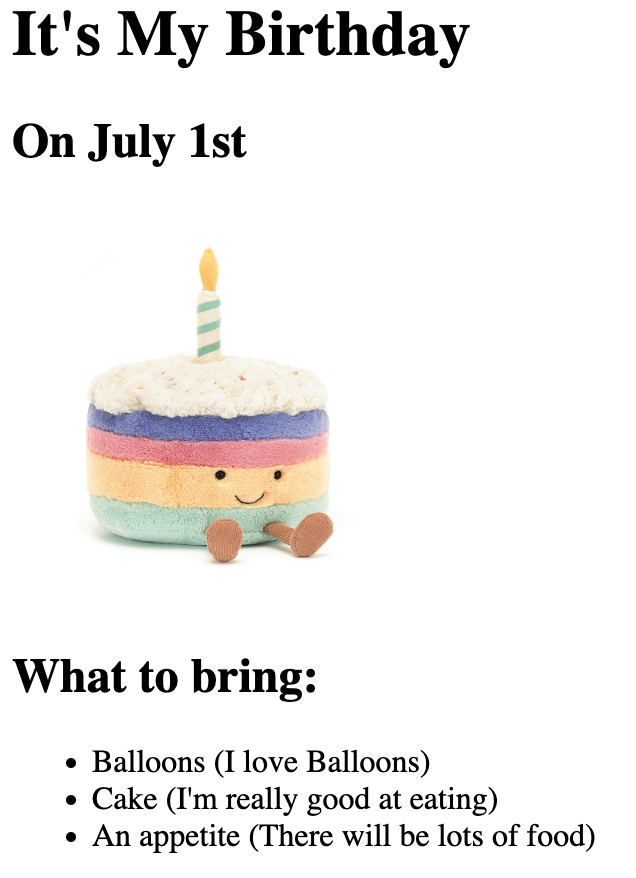 It's My Birthday
On July 1st
What to bring:
Balloons (I love Balloons)
Cake (I'm really good at eating)
An appetite (There will be lots of food)